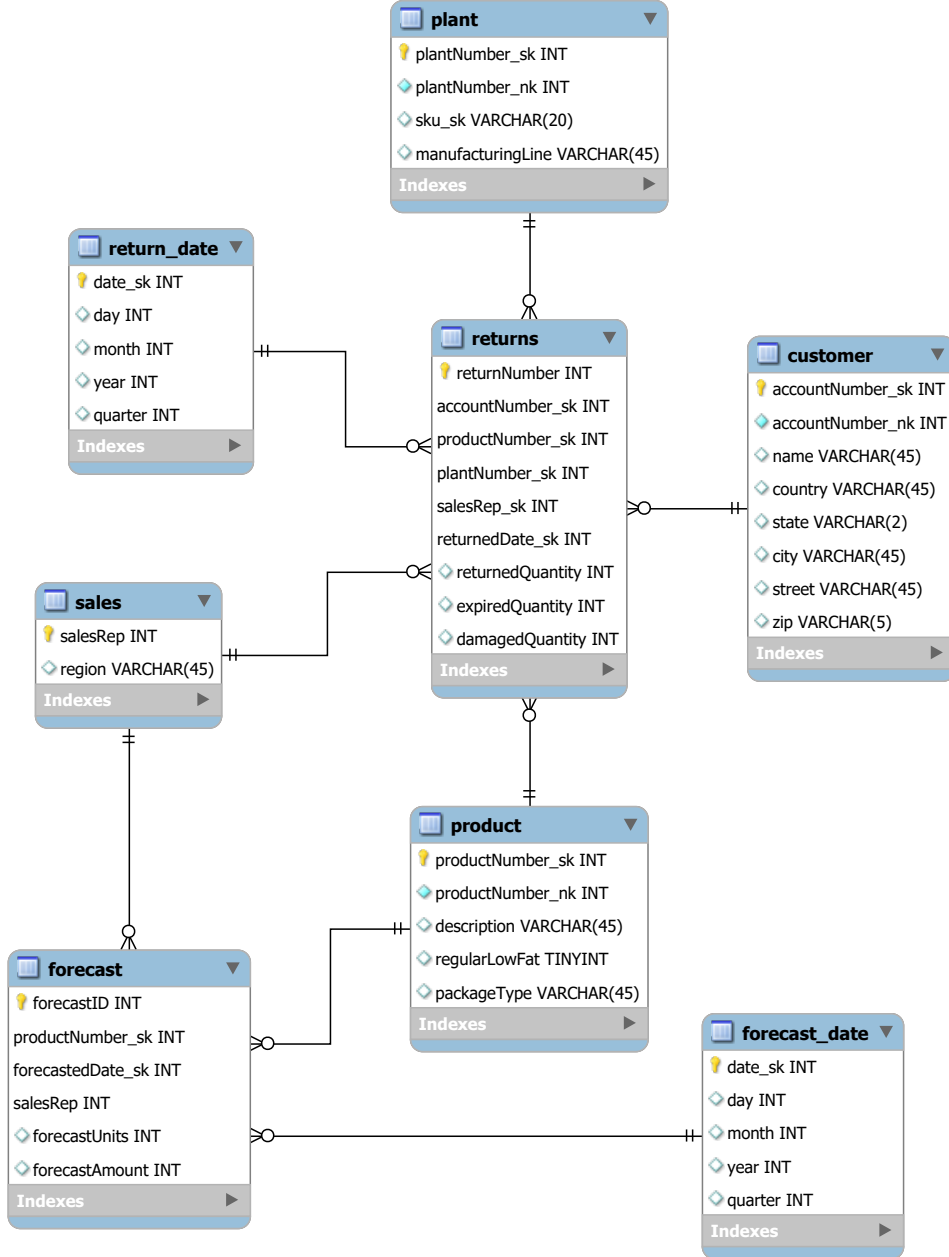 plant
plantNumber_sk INT
plantNumber_nk INT
sku_sk VARCHAR(20)
manufacturingLine VARCHAR(45)
Indexes
return_date
date_sk INT
day INT
month INT
year INT
quarter INT
Indexes
returns
returnNumber INT
accountNumber_sk INT
productNumber_sk INT
plantNumber_sk INT
salesRep_sk INT
returnedDate_sk INT
returnedQuantity INT
expiredQuantity INT
damagedQuantity INT
Indexes
customer
accountNumber_sk INT
accountNumber_nk INT
name VARCHAR(45)
country VARCHAR(45)
state VARCHAR(2)
city VARCHAR(45)
street VARCHAR(45)
zip VARCHAR(5)
Indexes
sales
salesRep INT
region VARCHAR(45)
Indexes
product
productNumber_sk INT
productNumber_nk INT
description VARCHAR(45)
regularLowFat TINYINT
packageType VARCHAR(45)
Indexes
forecast
forecastID INT
productNumber_sk INT
forecastedDate_sk INT
salesRep INT
forecastUnits INT
forecastAmount INT
Indexes
forecast_date
date_sk INT
day INT
month INT
year INT
quarter INT
Indexes